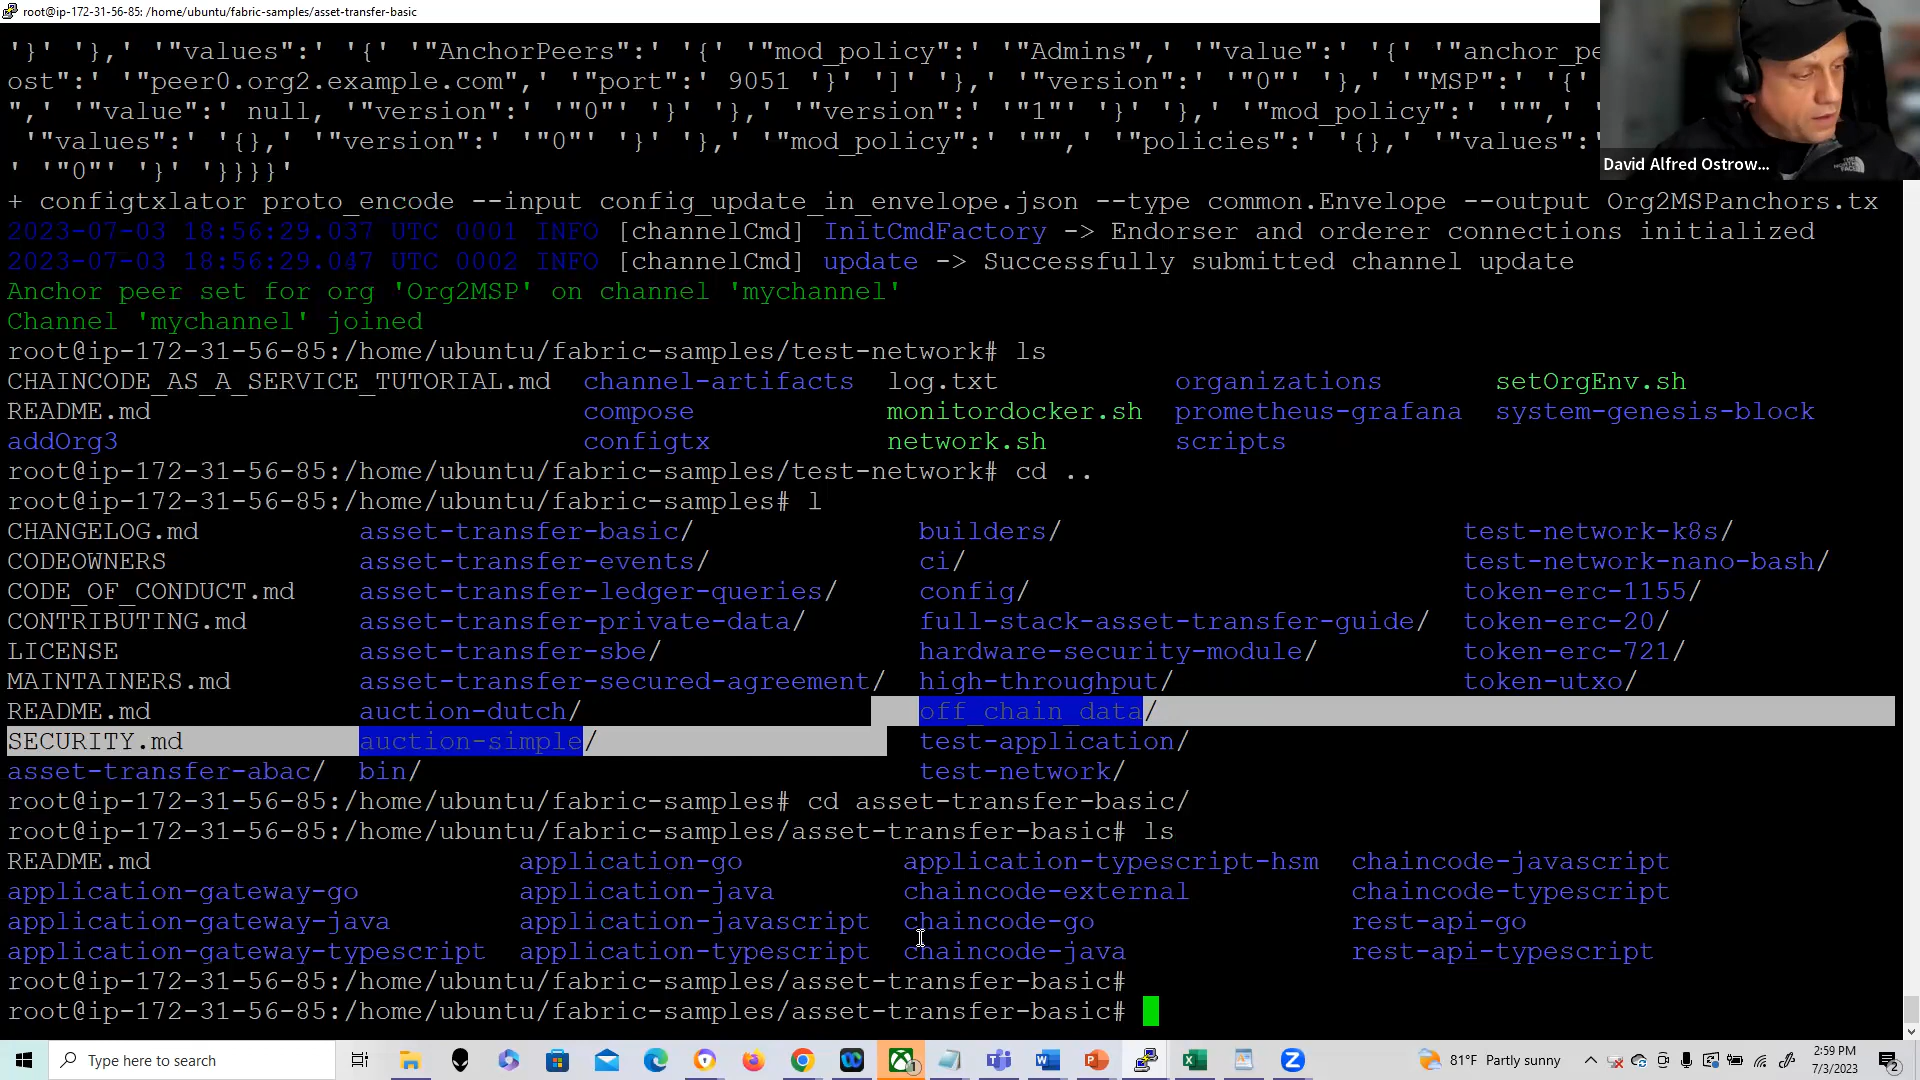 root@ip-172-31-56-85: /home/ubuntu/fabric-samples/asset-transfer-basic
'}' '},' '"values":' '{' '"AnchorPeers":' '{' '"mod_policy":' '"Admins",' '"value":' '{' '"anchor_pe
ost":' '"peer0.org2.example.com",' '"port":' 9051 '}' ']' '},' '"version":' '"0"' '},' '"MSP":' '{'
",' '"value":' null, '"version":' '"0"' '}' '},' '"version":' '"1"' '}' '},' '"mod_policy":' '"",'
'"values":' '{},' '"version":' '"0"' '}' '},' '"mod_policy":' '"",' '"policies":' '{},' '"values":'
' '"0"' '}' '}}}}'
David Alfred Ostrow...
+ configtxlator proto_encode --input config_update_in_envelope.json --type common.Envelope --output Org2MSPanchors.tx
2023-07-03 18:56:29.037 UTC 0001 INFO [channelCmd] InitCmdFactory -> Endorser and orderer connections initialized
2023-07-03 18:56:29.047 UTC 0002 INFO [channelCmd] update -> Successfully submitted channel update
Anchor peer set for org 'Org2MSP' on channel 'mychannel'
Channel 'mychannel' joined
root@ip-172-31-56-85:/home/ubuntu/fabric-samples/test-network# ls
CHAINCODE_AS_A_SERVICE_TUTORIAL.md channel-artifacts log.txt organizations setOrgEnv.sh
README.md compose monitordocker.sh prometheus-grafana system-genesis-block
addOrg3 configtx network.sh scripts
root@ip-172-31-56-85:/home/ubuntu/fabric-samples/test-network# cd ..
root@ip-172-31-56-85:/home/ubuntu/fabric-samples# l
CHANGELOG.md asset-transfer-basic/ builders/ test-network-k8s/
CODEOWNERS asset-transfer-events/ ci/ test-network-nano-bash/
CODE_OF_CONDUCT.md asset-transfer-ledger-queries/ config/ token-erc-1155/
CONTRIBUTING.md asset-transfer-private-data/ full-stack-asset-transfer-guide/ token-erc-20/
LICENSE asset-transfer-sbe/ hardware-security-module/ token-erc-721/
MAINTAINERS.md asset-transfer-secured-agreement/ high-throughput/ token-utxo/
README.md auction-dutch/ off_chain_data/
SECURITY.md auction-simple/ test-application/
asset-transfer-abac/ bin/ test-network/
root@ip-172-31-56-85:/home/ubuntu/fabric-samples# cd asset-transfer-basic/
root@ip-172-31-56-85:/home/ubuntu/fabric-samples/asset-transfer-basic# ls
README.md application-go application-typescript-hsm chaincode-javascript
application-gateway-go application-java chaincode-external chaincode-typescript
application-gateway-java application-javascript chaincode-go rest-api-go
application-gateway-typescript application-typescript chaincode-java rest-api-typescript
root@ip-172-31-56-85:/home/ubuntu/fabric-samples/asset-transfer-basic#
root@ip-172-31-56-85:/home/ubuntu/fabric-samples/asset-transfer-basic#
Type here to search
81°F Partly sunny
2:59 PM
7/3/2023